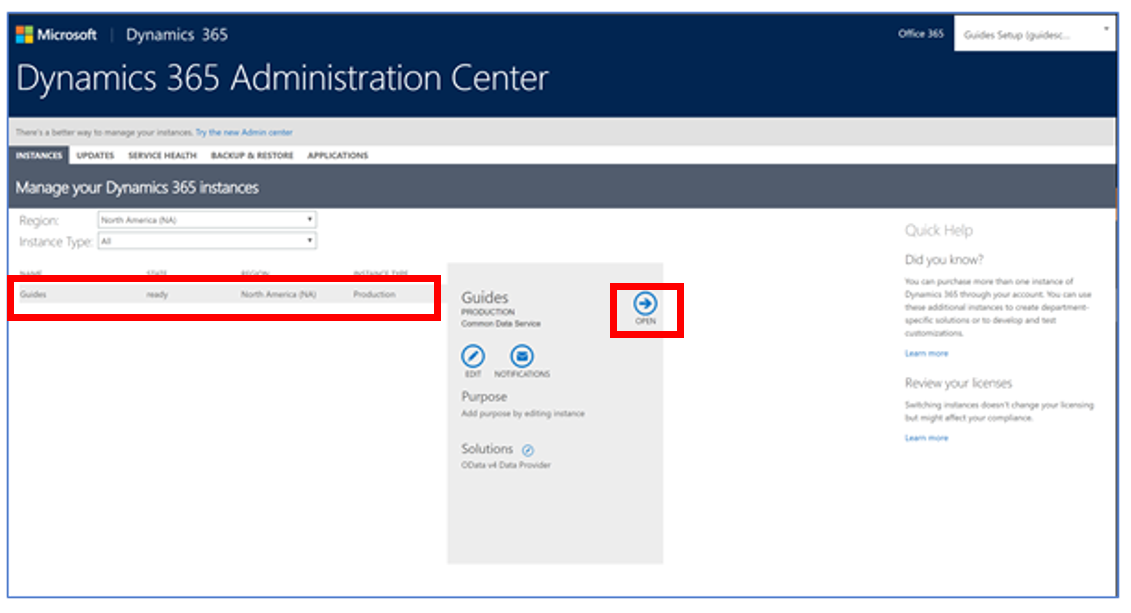 Microsoft | Dynamics 365
Office 365
Guides Setup (guidesc...
Dynamics 365 Administration Center
There's a better way to manage your instances. Try the new Admin center
INSTANCES UPDATES SERVICE HEALTH BACKUP & RESTORE APPLICATIONS
Manage your Dynamics 365 instances
Region: North America (NA)
Instance Type: All
NAME STATE REGION INSTANCE TYPE
Guides ready North America (NA) Production
Guides
PRODUCTION
Common Data Service
OPEN
EDIT NOTIFICATIONS
Purpose
Add purpose by editing instance
Solutions
OData v4 Data Provider
Quick Help
Did you know?
You can purchase more than one instance of
Dynamics 365 through your account. You can use
these additional instances to create department-
specific solutions or to develop and test
customizations.
Learn more
Review your licenses
Switching instances doesn't change your licensing
but might affect your compliance.
Learn more